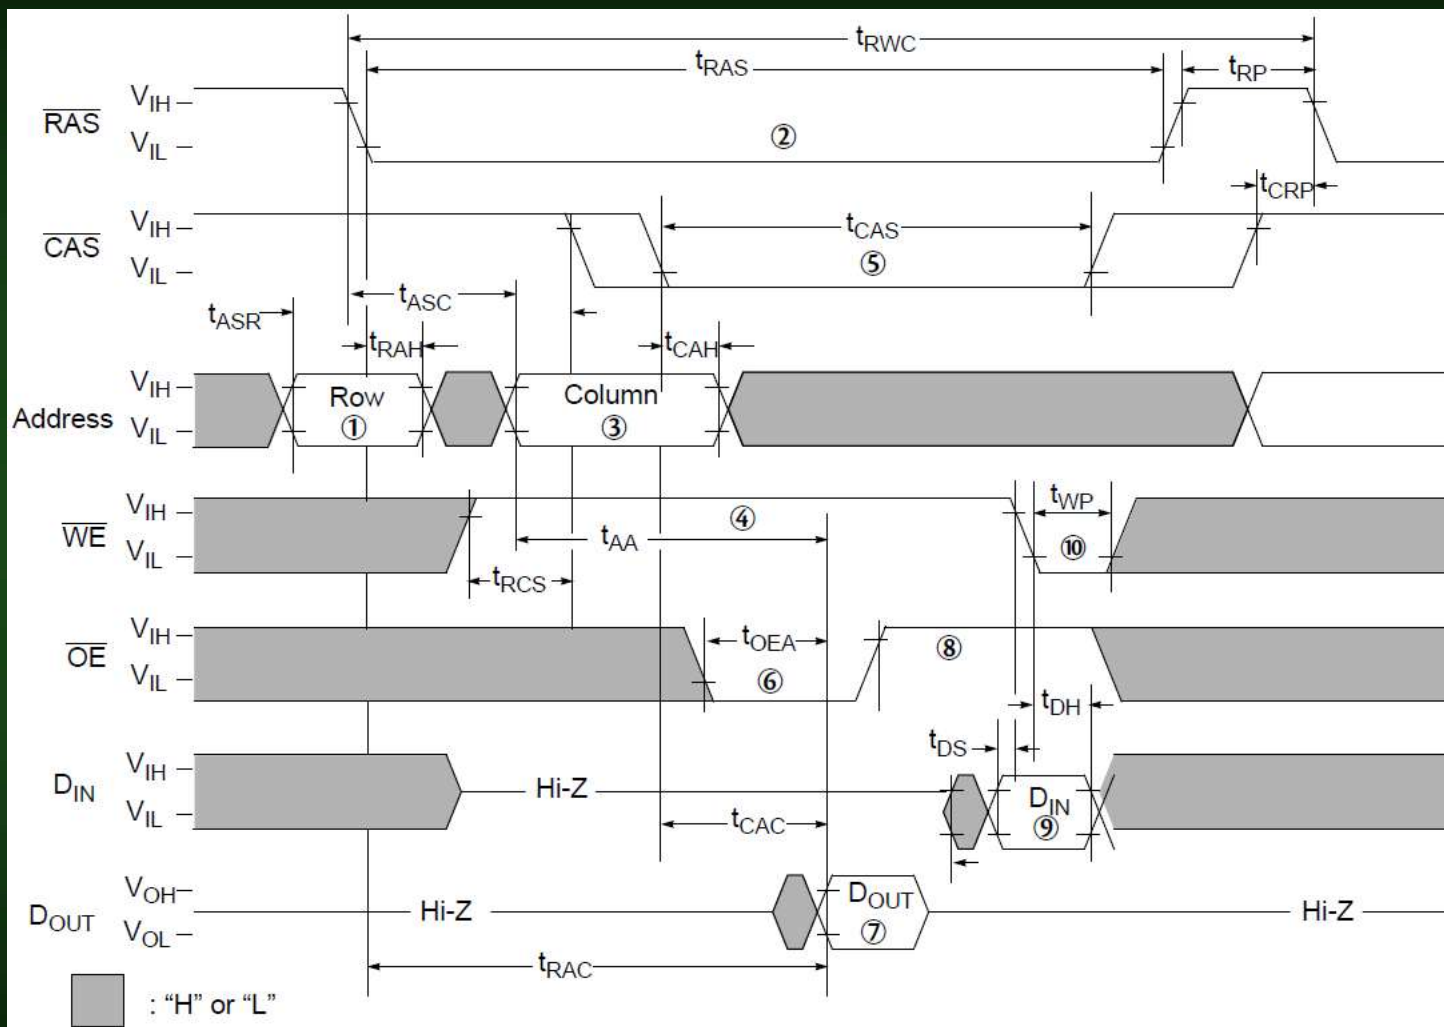 tRWC
tRAS
tRP
RAS
VIH
VIL
②
tCRP
CAS
VIH
VIL
tCAS
⑤
tASR
tASC
tRAH
tCAH
Address
VIH
VIL
Row
①
Column
③
WE
VIH
VIL
④
tAA
tRCS
tWP
⑩
OE
VIH
VIL
tOEA
⑥
⑧
tDH
tDS
DIN
VIH
VIL
Hi-Z
DIN
⑨
tCAC
DOUT
VOH
VOL
Hi-Z
DOUT
⑦
Hi-Z
tRAC
: “H” or “L”